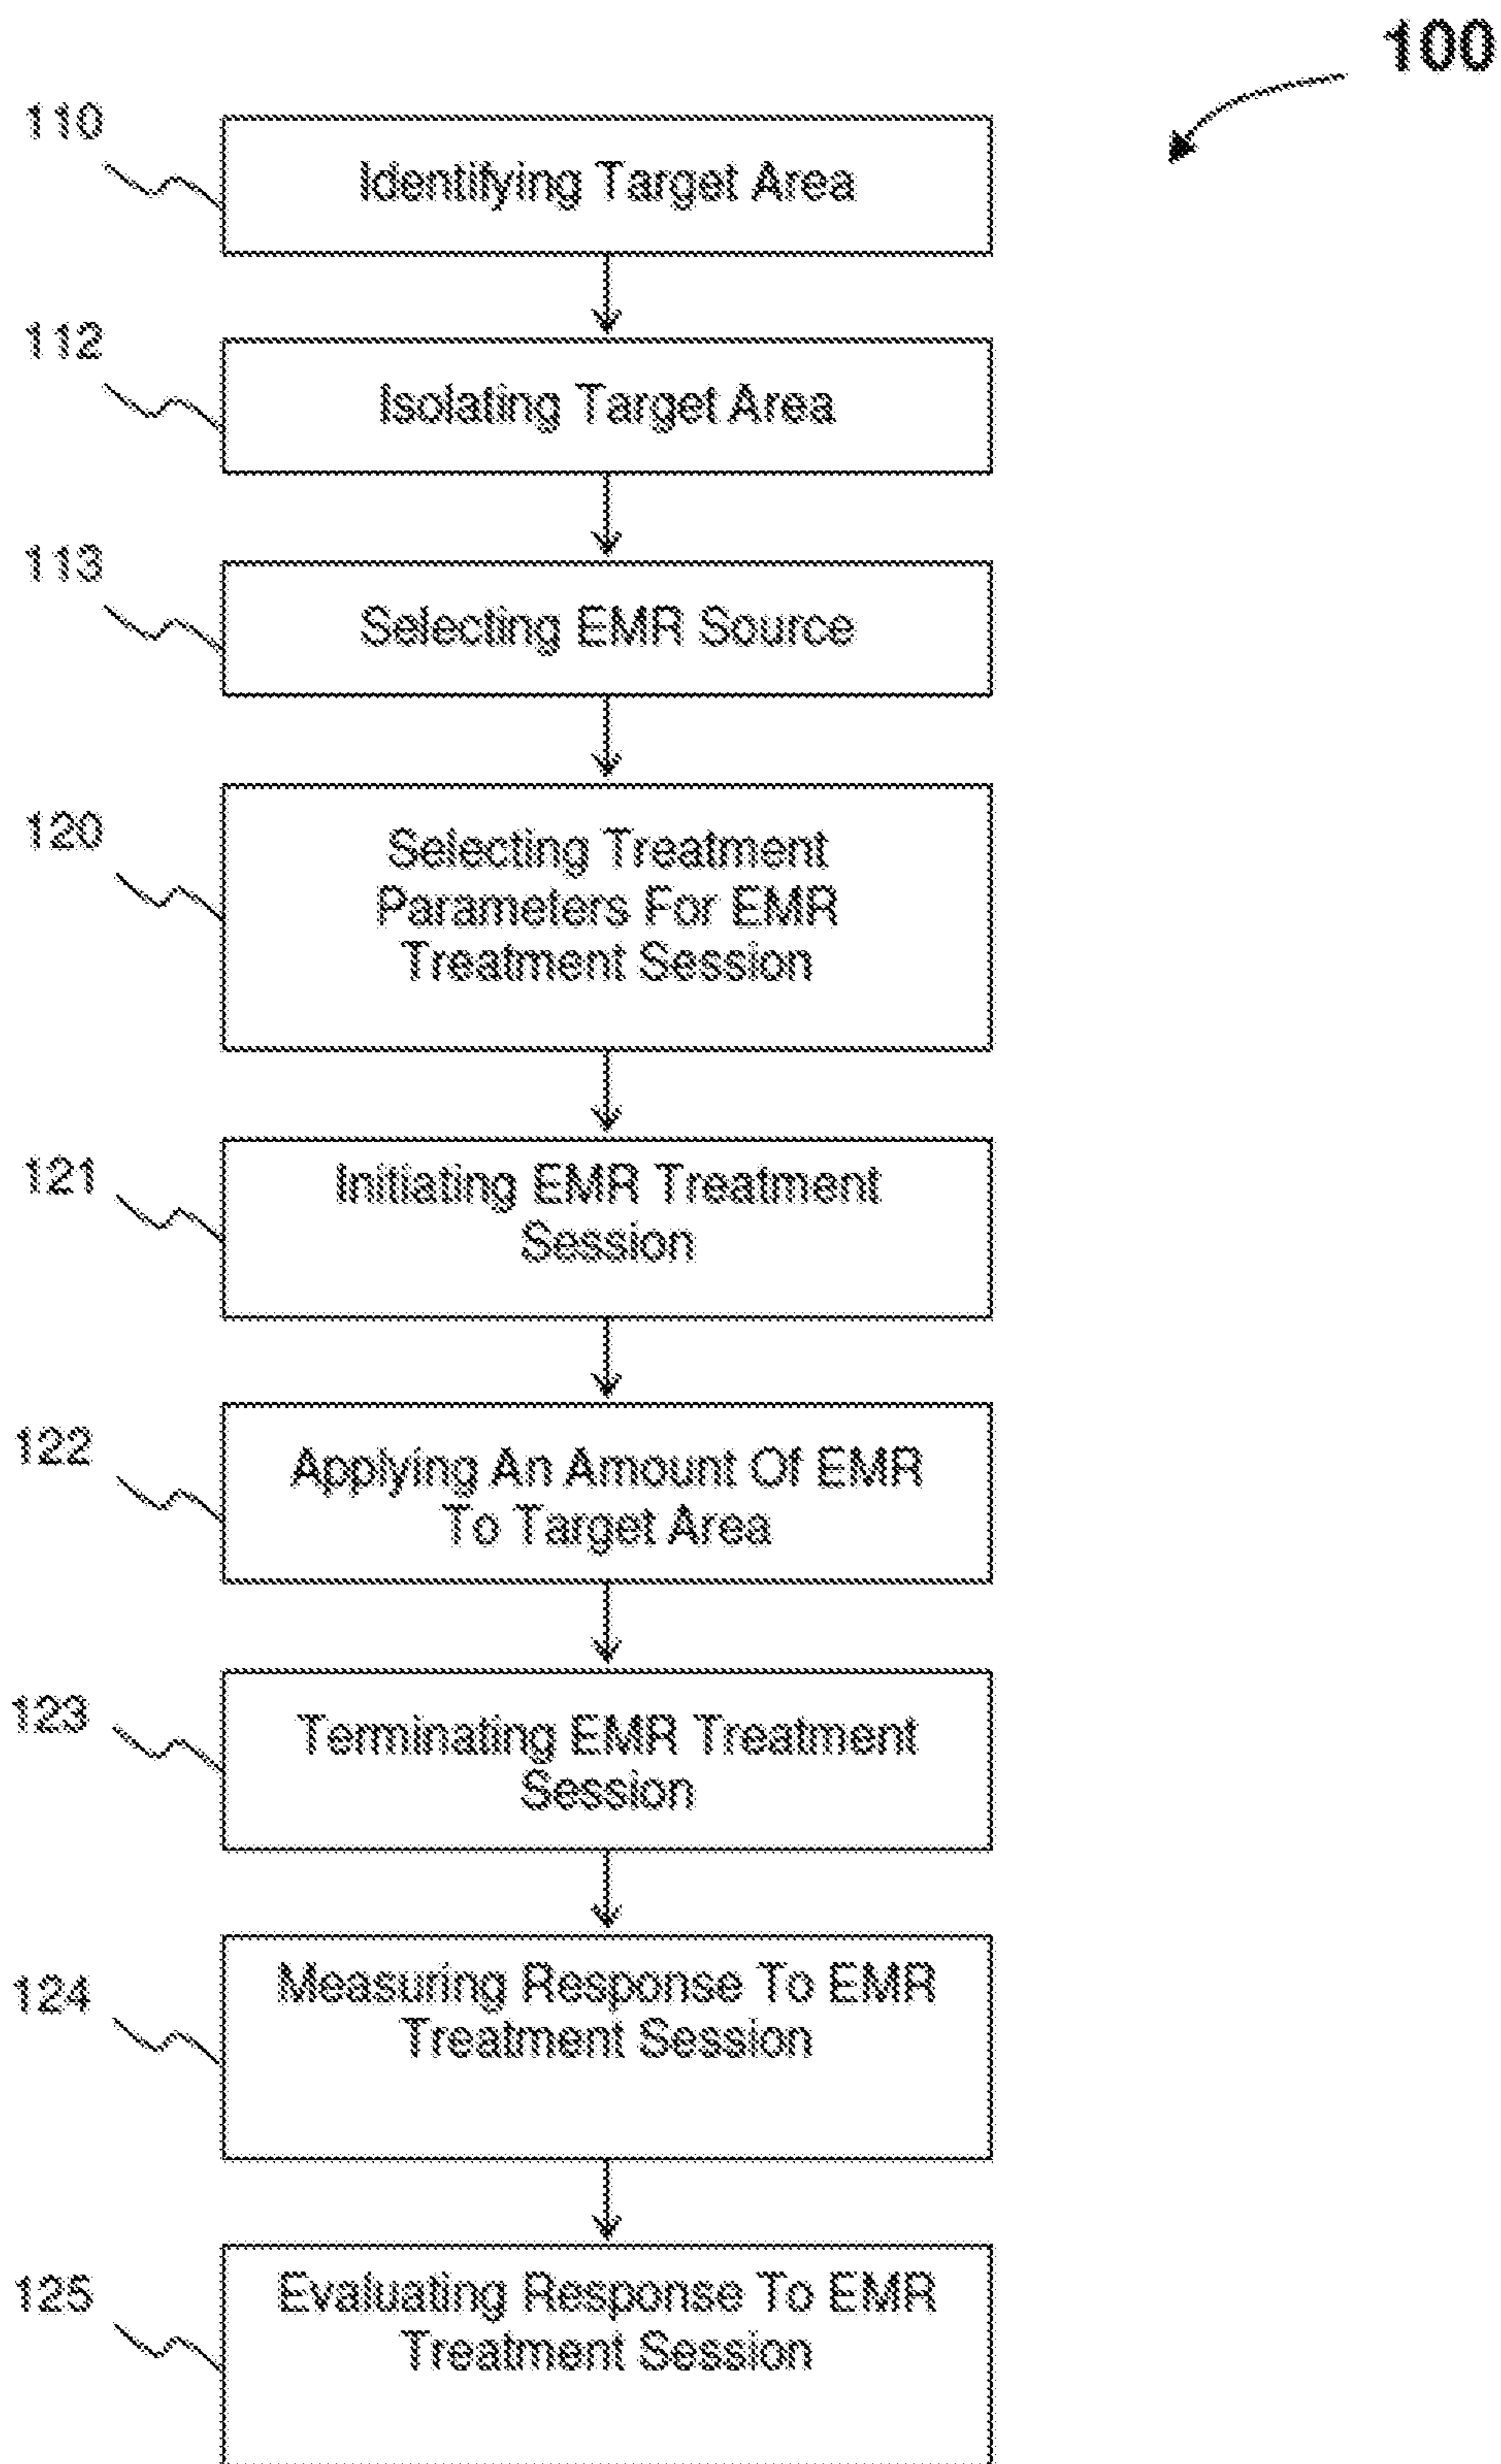 100
110
Identifying Target Area
112
Isolating Target Area
113
Selecting EMR Source
120
Selecting Treatment
Parameters For EMR
Treatment Session
121
Initiating EMR Treatment
Session
122
Applying An Amount Of EMR
To Target Area
123
Terminating EMR Treatment
Session
124
Measuring Response To EMR
Treatment Session
125
Evaluating Response To EMR
Treatment Session